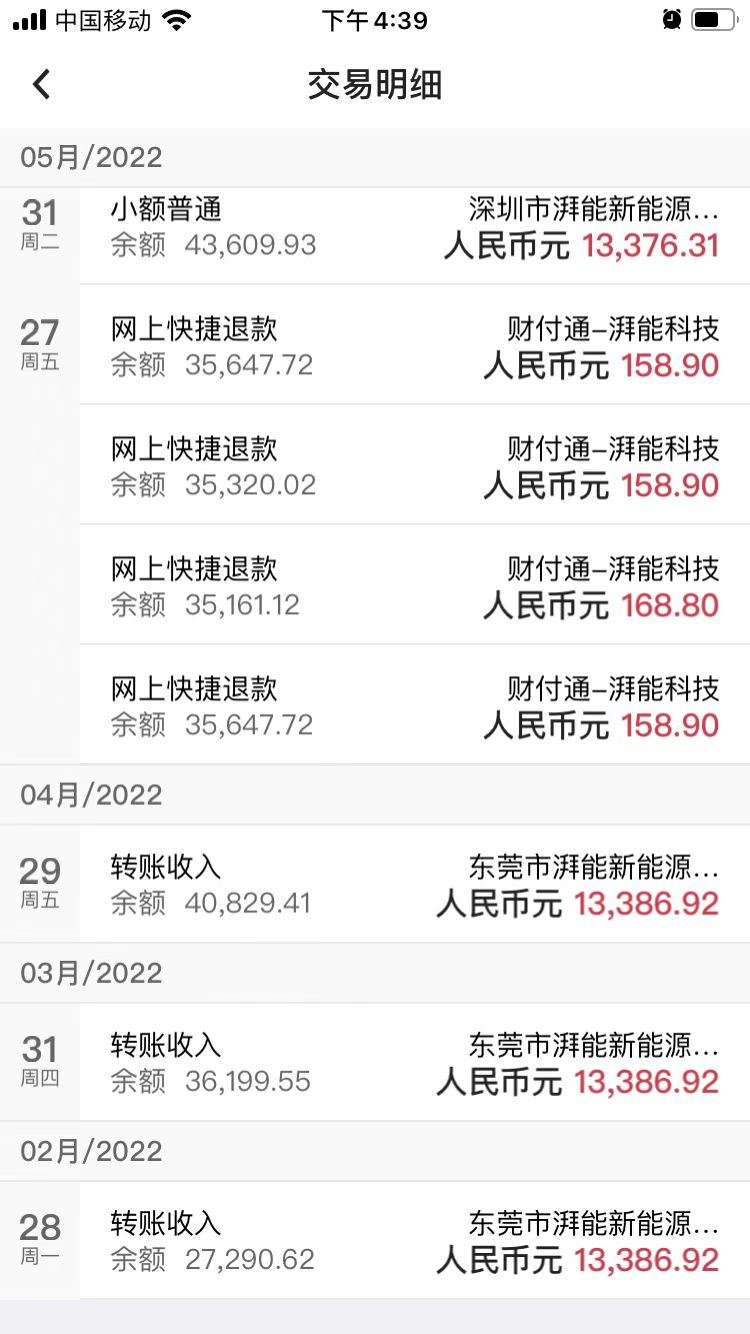 中国移动 下午4:39
交易明细
05月/2022
31 小额普通 深圳市湃能新能源...
周二 余额 43,609.93 人民币元 13,376.31
27 网上快捷退款 财付通–湃能科技
周五 余额 35,647.72 人民币元 158.90
网上快捷退款 财付通–湃能科技
余额 35,320.02 人民币元 158.90
网上快捷退款 财付通–湃能科技
余额 35,161.12 人民币元 168.80
网上快捷退款 财付通–湃能科技
余额 35,647.72 人民币元 158.90
04月/2022
29 转账收入 东莞市湃能新能源...
周五 余额 40,829.41 人民币元 13,386.92
03月/2022
31 转账收入 东莞市湃能新能源...
周四 余额 36,199.55 人民币元 13,386.92
02月/2022
28 转账收入 东莞市湃能新能源...
周一 余额 27,290.62 人民币元 13,386.92